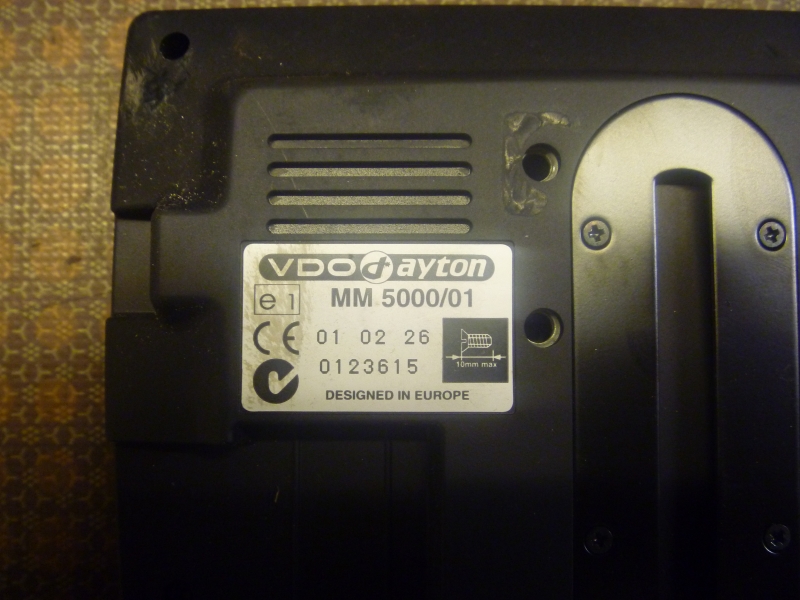 VDO dayton
e1
MM 5000/01
CE 01 02 26
0123615
10mm max
DESIGNED IN EUROPE